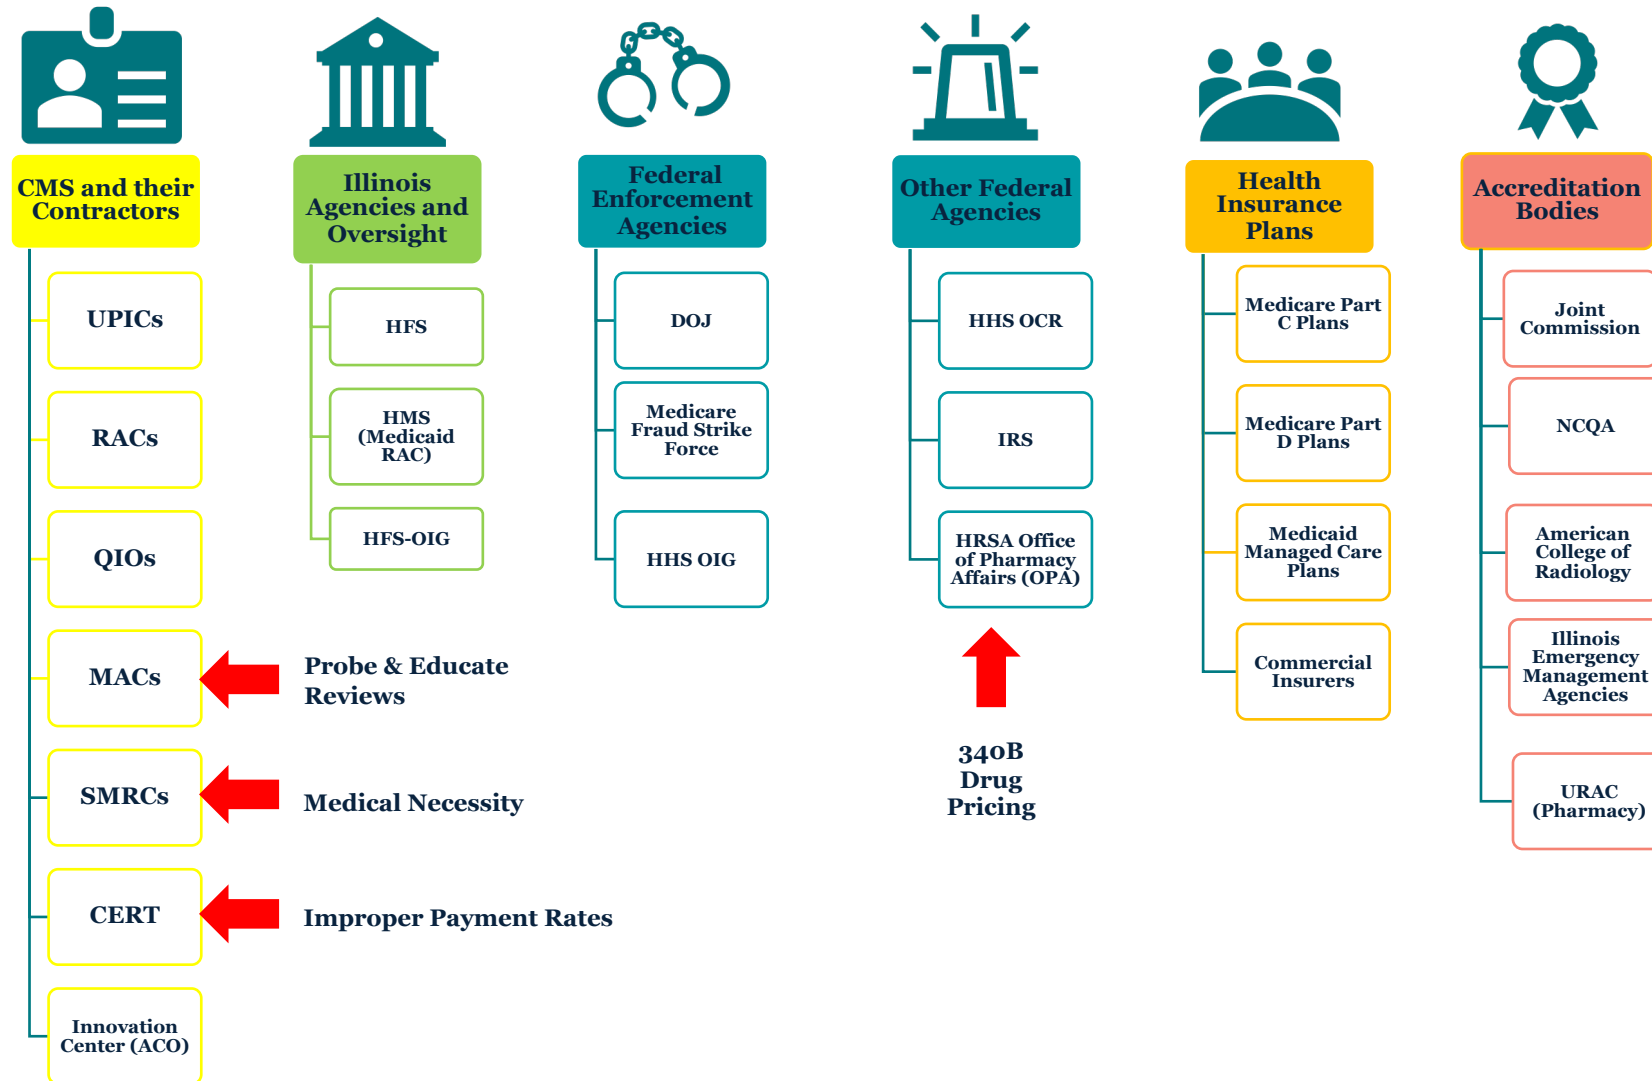 CMS and their
Contractors
UPICs
RACs
QIOs
MACs
SMRCs
CERT
Innovation
Center (ACO)
Probe & Educate
Reviews
Medical Necessity
Improper Payment Rates
Illinois
Agencies and
Oversight
HFS
HMS
(Medicaid
RAC)
HFS-OIG
Federal
Enforcement
Agencies
DOJ
Medicare
Fraud Strike
Force
HHS OIG
Other Federal
Agencies
HHS OCR
IRS
HRSA Office
of Pharmacy
Affairs (OPA)
340B
Drug
Pricing
Health
Insurance
Plans
Medicare Part
C Plans
Medicare Part
D Plans
Medicaid
Managed Care
Plans
Commercial
Insurers
Accreditation
Bodies
Joint
Commission
NCQA
American
College of
Radiology
Illinois
Emergency
Management
Agencies
URAC
(Pharmacy)